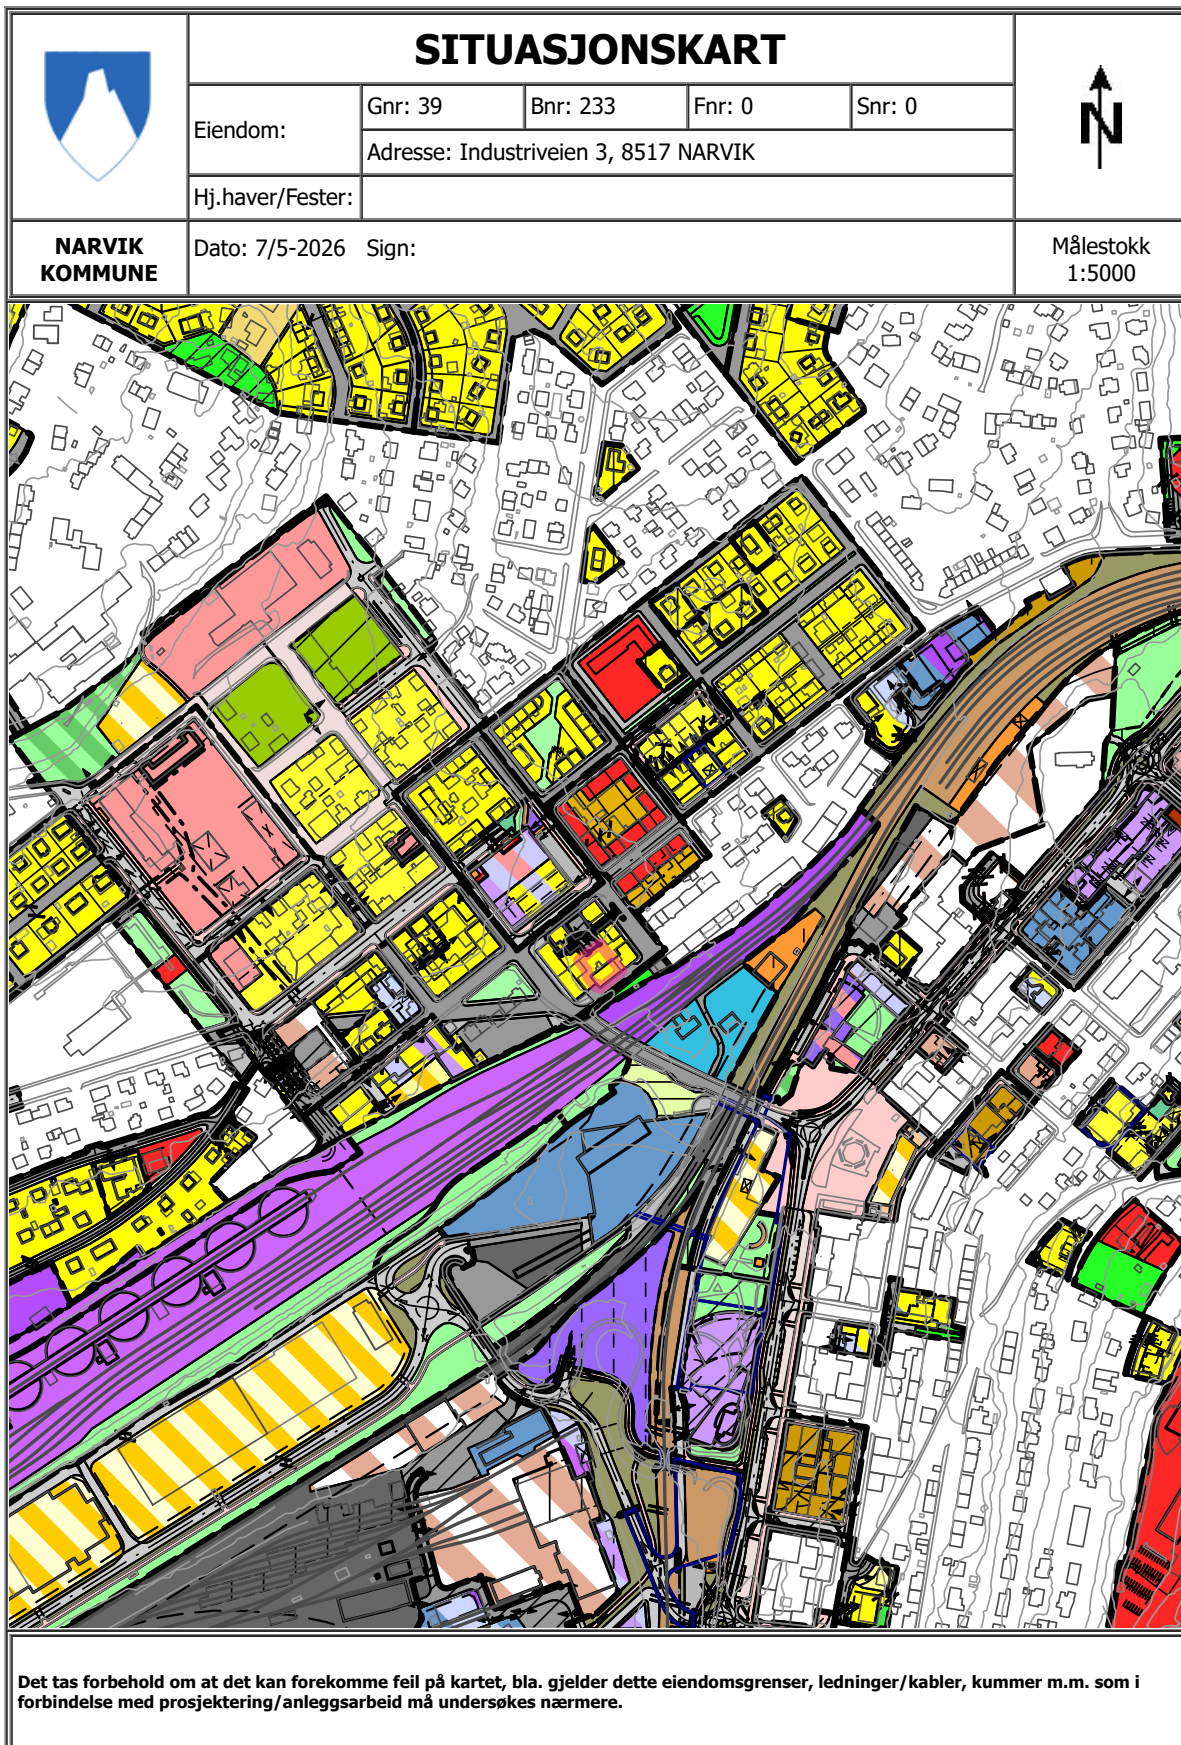 SITUASJONSKART
Eiendom:
Gnr: 39
Bnr: 233
Fnr: 0
Snr: 0
Adresse: Industriveien 3, 8517 NARVIK
Hj.haver/Fester:
N
NARVIK
KOMMUNE
Dato: 7/5-2026 Sign:
Målestokk
1:5000
Det tas forbehold om at det kan forekomme feil på kartet, bla. gjelder dette eiendomsgrenser, ledninger/kabler, kummer m.m. som i
forbindelse med prosjektering/anleggsarbeid må undersøkes nærmere.